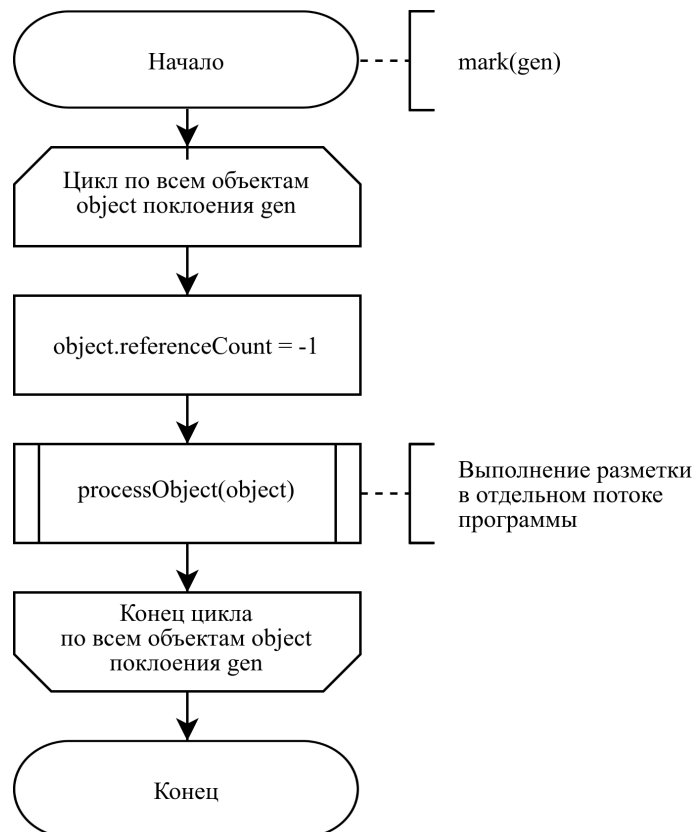 Начало
mark(gen)
Цикл по всем объектам
object поклоения gen
object.referenceCount = -1
processObject(object)
Выполнение разметки
в отдельном потоке
программы
Конец цикла
по всем объектам object
поклоения gen
Конец